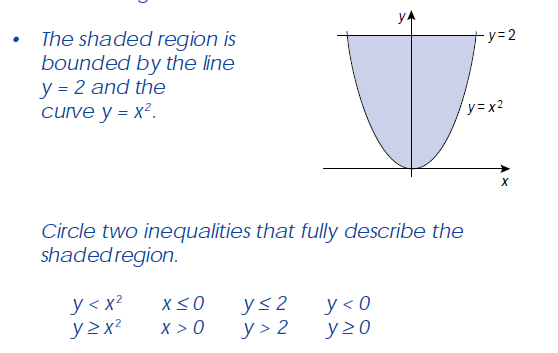 • The shaded region is
bounded by the line
y = 2 and the
curve y = x².
y
y = 2
y = x²
x
Circle two inequalities that fully describe the
shaded region.
y < x² x ≤ 0 y ≤ 2 y < 0
y ≥ x² x > 0 y > 2 y ≥ 0